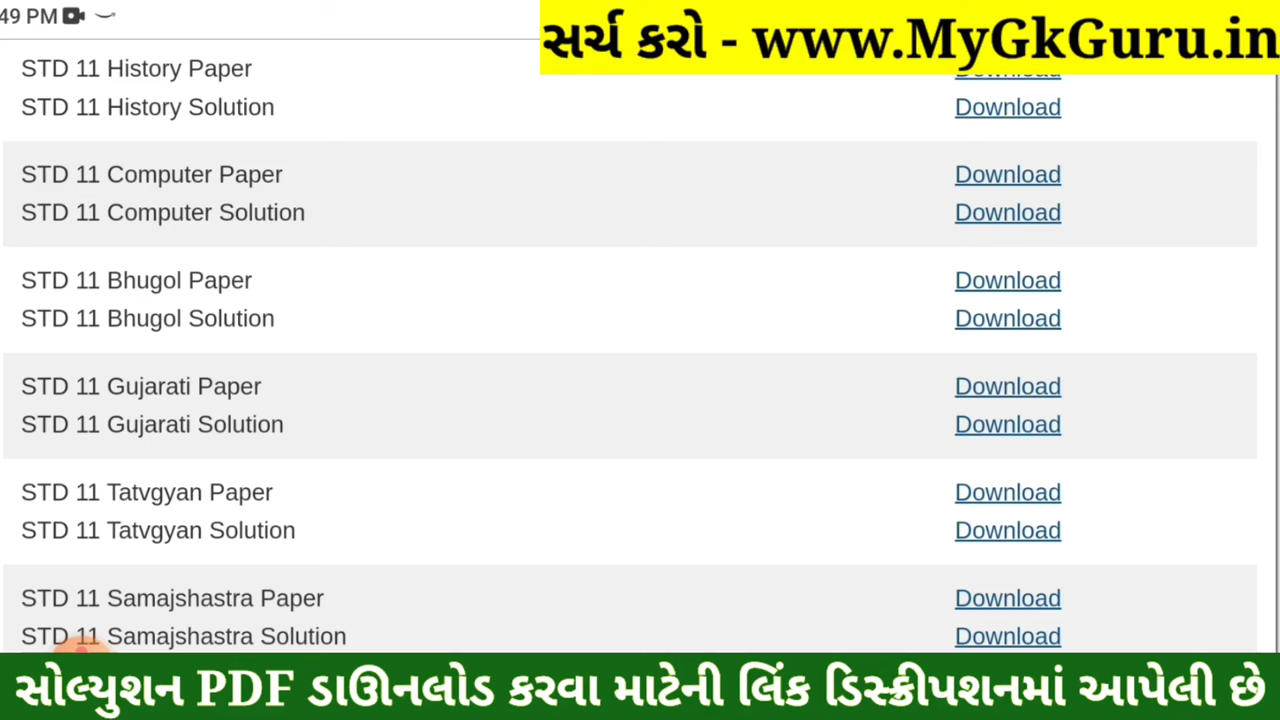 49 PM
સર્ચ કરો - www.MyGkGuru.in
STD 11 History Paper Download
STD 11 History Solution Download
STD 11 Computer Paper Download
STD 11 Computer Solution Download
STD 11 Bhugol Paper Download
STD 11 Bhugol Solution Download
STD 11 Gujarati Paper Download
STD 11 Gujarati Solution Download
STD 11 Tatvgyan Paper Download
STD 11 Tatvgyan Solution Download
STD 11 Samajshastra Paper Download
STD 11 Samajshastra Solution Download
સોલ્યુશન PDF ડાઊનલોડ કરવા માટેની લિંક ડિસ્ક્રીપશનમાં આપેલી છે